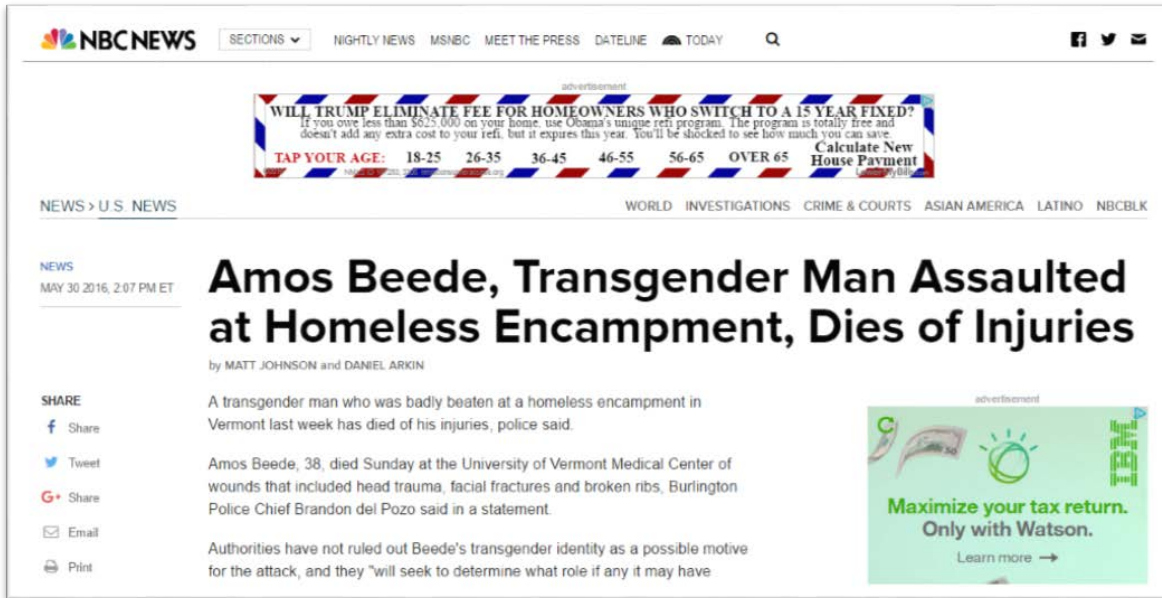 NBC NEWS SECTIONS NIGHTLY NEWS MSNBC MEET THE PRESS DATELINE TODAY
advertisement
WILL TRUMP ELIMINATE FEE FOR HOMEOWNERS WHO SWITCH TO A 15 YEAR FIXED?
If you owe less than $625,000 on your home, use Obama's unique refi program. The program is totally free and
doesn't add any extra cost to your refi, but it expires this year. You'll be shocked to see how much you can save.
TAP YOUR AGE: 18-25 26-35 36-45 46-55 56-65 OVER 65 Calculate New
House Payment
NEWS > U.S. NEWS WORLD INVESTIGATIONS CRIME & COURTS ASIAN AMERICA LATINO NBCBLK
NEWS
MAY 30 2016, 2:07 PM ET
Amos Beede, Transgender Man Assaulted
at Homeless Encampment, Dies of Injuries
by MATT JOHNSON and DANIEL ARKIN
SHARE
Share
Tweet
Share
Email
Print
A transgender man who was badly beaten at a homeless encampment in
Vermont last week has died of his injuries, police said.
Amos Beede, 38, died Sunday at the University of Vermont Medical Center of
wounds that included head trauma, facial fractures and broken ribs, Burlington
Police Chief Brandon del Pozo said in a statement.
Authorities have not ruled out Beede's transgender identity as a possible motive
for the attack, and they "will seek to determine what role if any it may have
advertisement
IBM
Maximize your tax return.
Only with Watson.
Learn more →